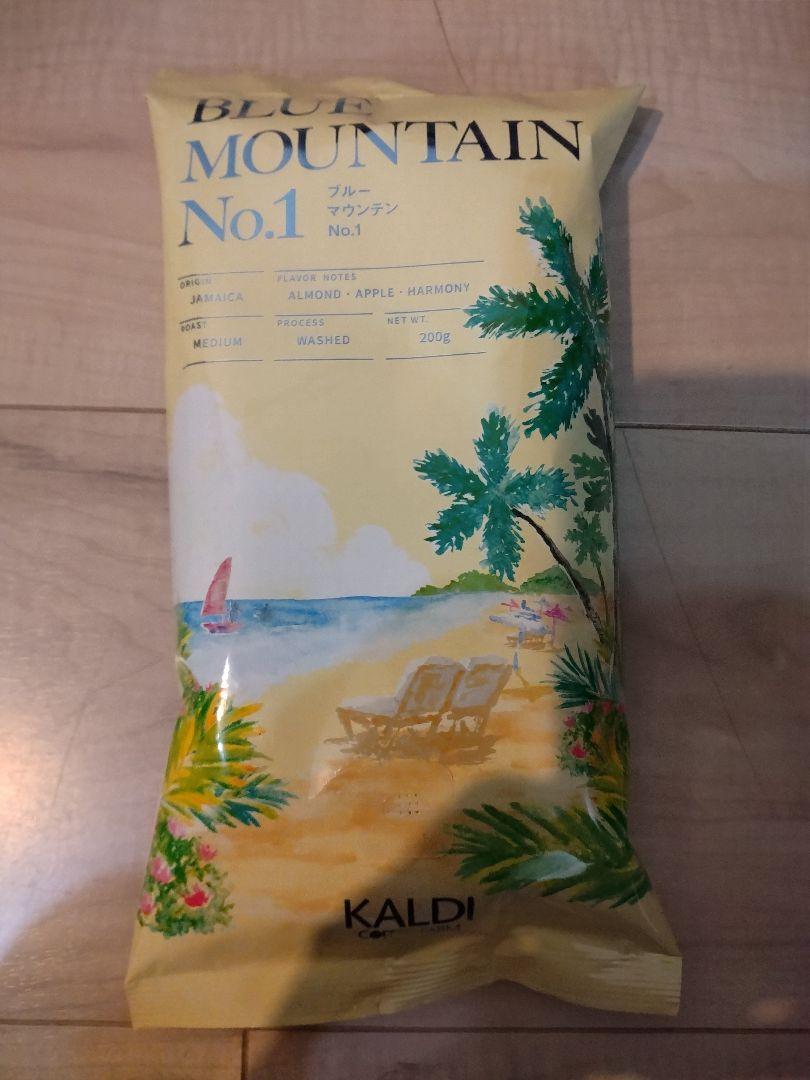 BLUE
MOUNTAIN
No.1
ブルー
マウンテン
No.1
ORIGIN
JAMAICA
FLAVOR NOTES
ALMOND・APPLE・HARMONY
ROAST
MEDIUM
PROCESS
WASHED
NET WT.
200g
KALDI